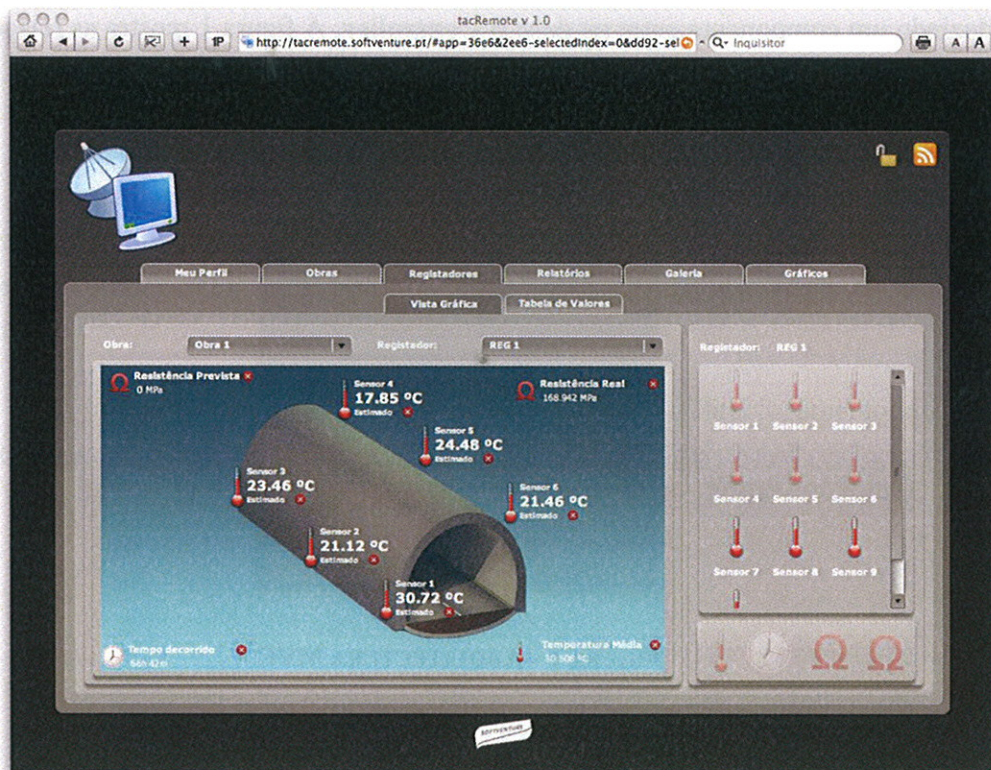 tacRemote v 1.0
1P
http://tacremote.softventure.pt/#app=36e6&2ee6-selectedIndex=0&dd92-sel
Inquisitor
A A
Meu Perfil Obras Registadores Relatórios Galeria Gráficos
Vista Gráfica Tabela de Valores
Obra: Obra 1 Registador: REG 1
Registador: REG 1
Resistência Prevista
0 MPa
Resistência Real
168.942 MPa
Sensor 4
17.85 ºC
Estimado
Sensor 5
24.48 ºC
Estimado
Sensor 3
23.46 ºC
Estimado
Sensor 6
21.46 ºC
Estimado
Sensor 2
21.12 ºC
Estimado
Sensor 1
30.72 ºC
Estimado
Tempo decorrido
Temperatura Média
Sensor 1 Sensor 2 Sensor 3
Sensor 4 Sensor 5 Sensor 6
Sensor 7 Sensor 8 Sensor 9
Ω Ω
SOFTVENTURE